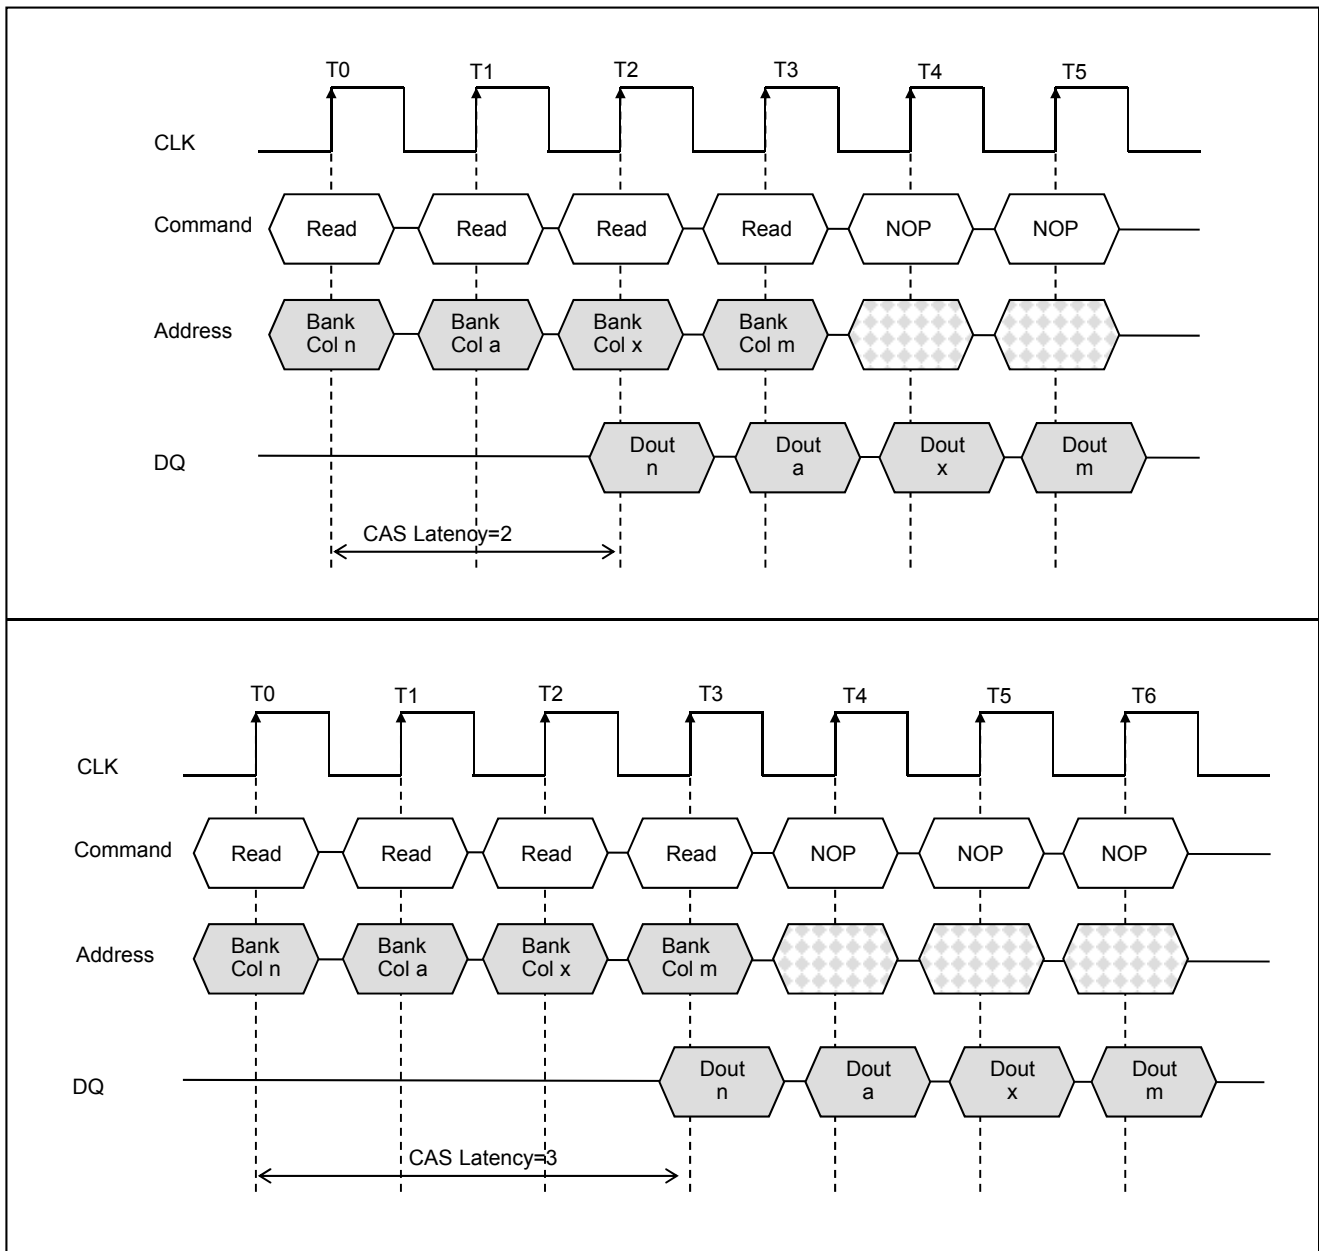 T0 T1 T2 T3 T4 T5
CLK
Command Read Read Read Read NOP NOP
Address
Bank Bank Bank Bank
Col n Col a Col x Col m
DQ
Dout Dout Dout Dout
n a x m
CAS Latency=2
T0 T1 T2 T3 T4 T5 T6
CLK
Command Read Read Read Read NOP NOP NOP
Address
Bank Bank Bank Bank
Col n Col a Col x Col m
DQ
Dout Dout Dout Dout
n a x m
CAS Latency=3